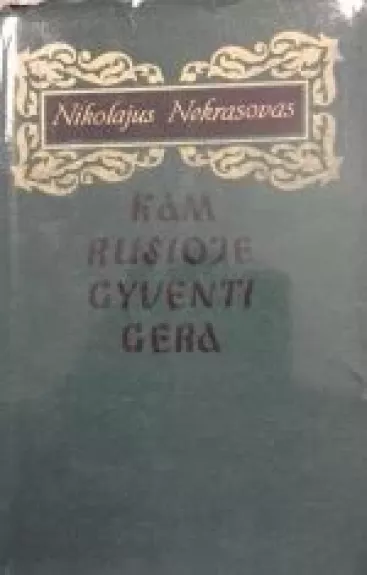 Nikolajus Nekrasovas
KAM
RUSIOJE
GYVENTI
GERA